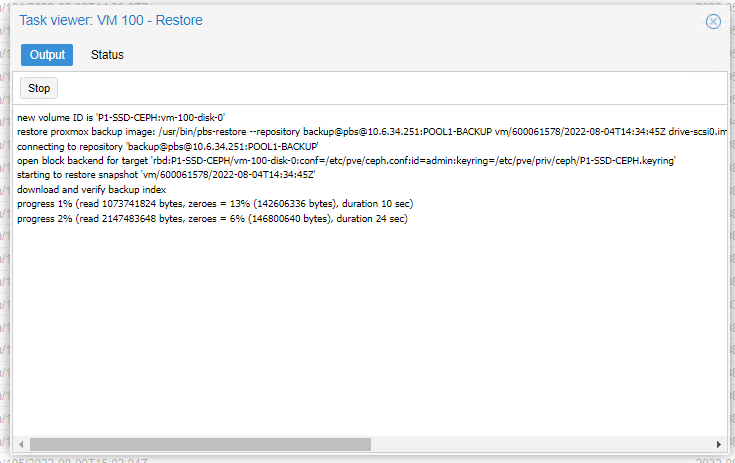 Task viewer: VM 100 - Restore
Output Status
Stop
new volume ID is 'P1-SSD-CEPH:vm-100-disk-0'
restore proxmox backup image: /usr/bin/pbs-restore --repository backup@pbs@10.6.34.251:POOL1-BACKUP vm/600061578/2022-08-04T14:34:45Z drive-scsi0.im
connecting to repository 'backup@pbs@10.6.34.251:POOL1-BACKUP'
open block backend for target 'rbd:P1-SSD-CEPH/vm-100-disk-0:conf=/etc/pve/ceph.conf:id=admin:keyring=/etc/pve/priv/ceph/P1-SSD-CEPH.keyring'
starting to restore snapshot 'vm/600061578/2022-08-04T14:34:45Z'
download and verify backup index
progress 1% (read 1073741824 bytes, zeroes = 13% (142606336 bytes), duration 10 sec)
progress 2% (read 2147483648 bytes, zeroes = 6% (146800640 bytes), duration 24 sec)